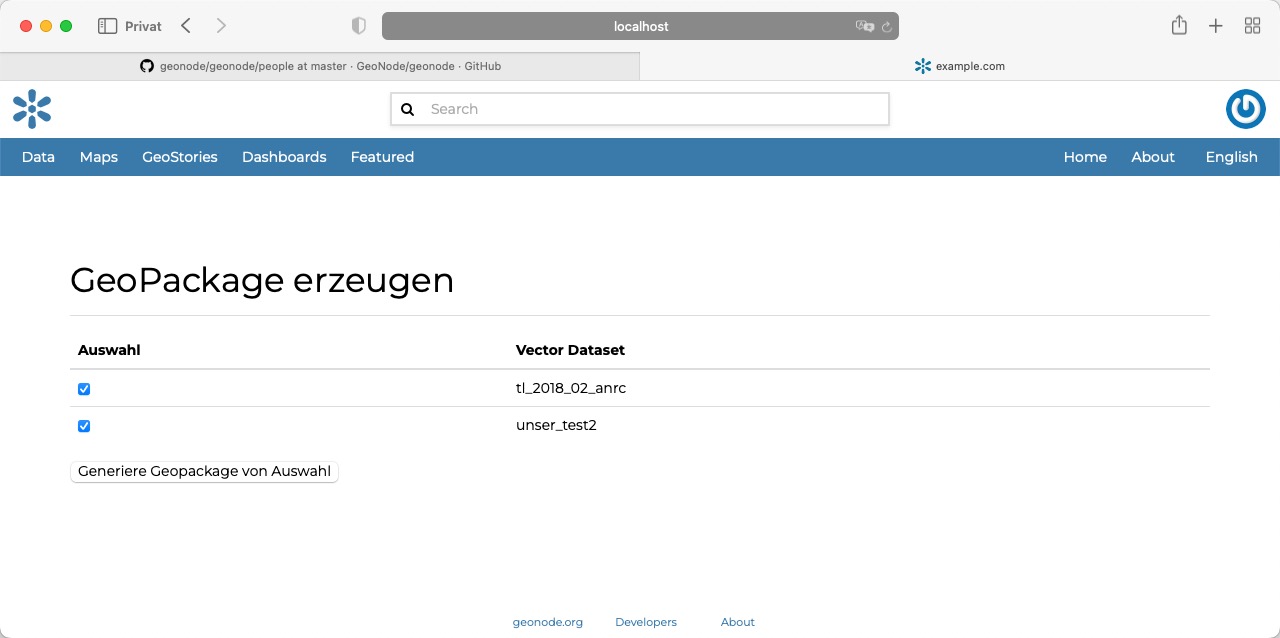 Privat
localhost
geonode/geonode/people at master · GeoNode/geonode · GitHub
example.com
Search
Data Maps GeoStories Dashboards Featured Home About English
GeoPackage erzeugen
Auswahl Vector Dataset
tl_2018_02_anrc
unser_test2
Generiere Geopackage von Auswahl
geonode.org Developers About